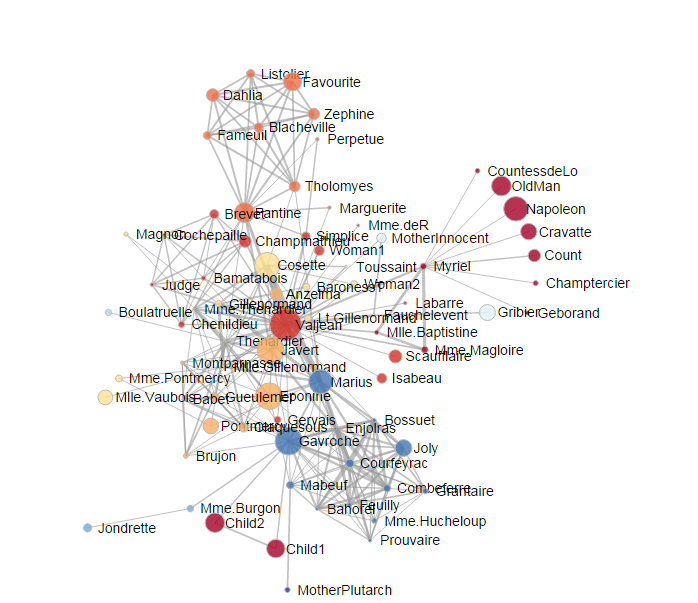 Listolier
Favourite
Dahlia
Zephine
Blacheville
Fameuil
Perpetue
CountessdeLo
Tholomyes
OldMan
Marguerite
Napoleon
Brevet
Fantine
Mme.deR
Cravatte
Magnon
Cochepaille
Champmathieu
Simplice
MotherInnocent
Woman1
Count
Cosette
Toussaint
Myriel
Bamatabois
Judge
BaronessT
Woman2
Champtercier
Anzelma
Gillenormand
Labarre
Boulatruelle
Mme.Thenardier
Lt.Gillenormand
Fauchelevent
Gribier
Geborand
Chenildieu
Valjean
Mlle.Baptistine
Thenardier
Javert
Mme.Magloire
Scaufflaire
Montparnasse
Mlle.Gillenormand
Mme.Pontmercy
Marius
Isabeau
Mlle.Vaubois
Babet
Gueulemer
Eponine
Pontmercy
Claquesous
Gervais
Bossuet
Enjolras
Gavroche
Joly
Brujon
Courfeyrac
Mabeuf
Combeferre
Grantaire
Mme.Burgon
Bahorel
Feuilly
Child2
Mme.Hucheloup
Jondrette
Prouvaire
Child1
MotherPlutarch